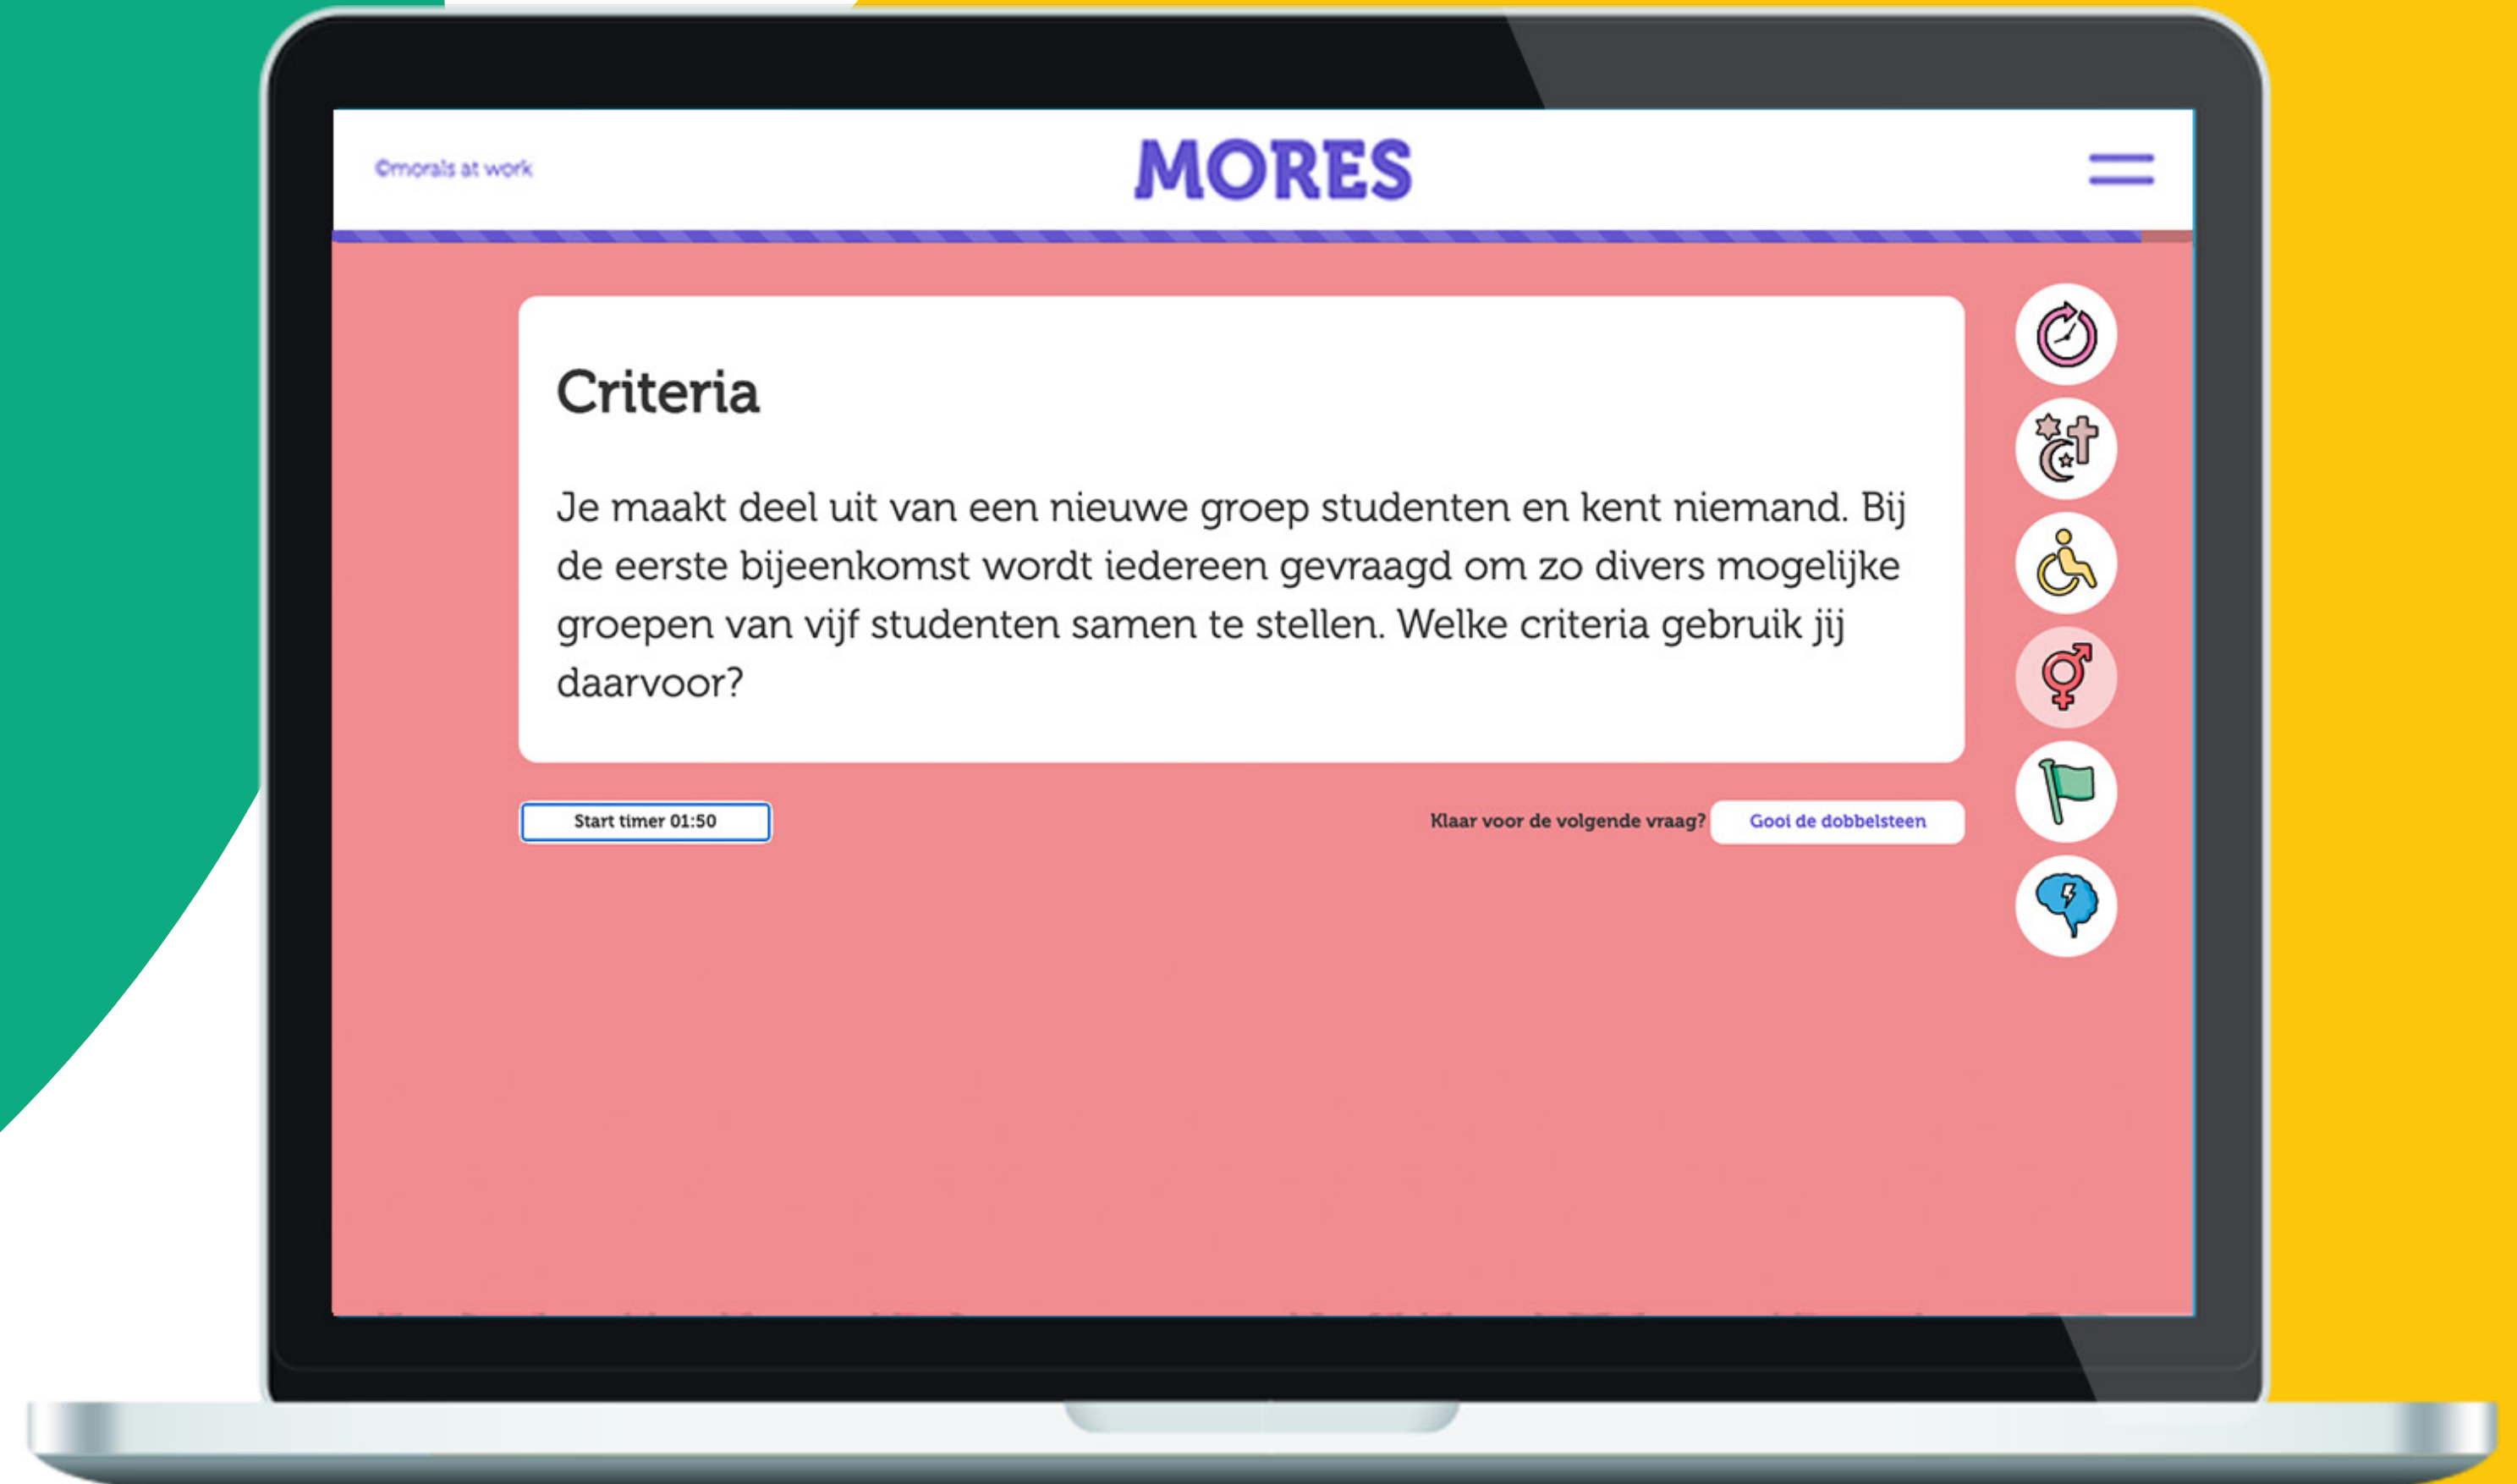 ©morals at work
MORES
Criteria
Je maakt deel uit van een nieuwe groep studenten en kent niemand. Bij
de eerste bijeenkomst wordt iedereen gevraagd om zo divers mogelijke
groepen van vijf studenten samen te stellen. Welke criteria gebruik jij
daarvoor?
Start timer 01:50
Klaar voor de volgende vraag?
Gooi de dobbelsteen